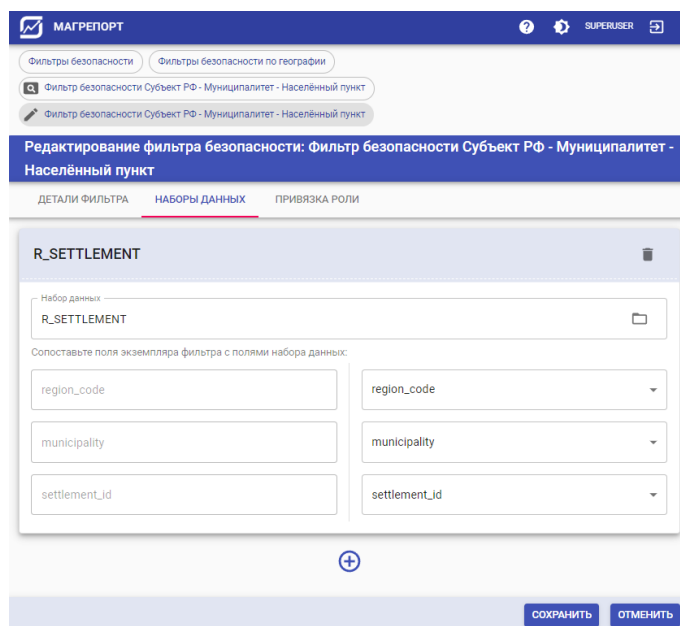 МАГРЕПОРТ
SUPERUSER
Фильтры безопасности
Фильтры безопасности по географии
Фильтр безопасности Субъект РФ - Муниципалитет - Населённый пункт
Фильтр безопасности Субъект РФ - Муниципалитет - Населённый пункт
Редактирование фильтра безопасности: Фильтр безопасности Субъект РФ - Муниципалитет -
Населённый пункт
ДЕТАЛИ ФИЛЬТРА
НАБОРЫ ДАННЫХ
ПРИВЯЗКА РОЛИ
R_SETTLEMENT
Набор данных
R_SETTLEMENT
Сопоставьте поля экземпляра фильтра с полями набора данных:
region_code
region_code
municipality
municipality
settlement_id
settlement_id
СОХРАНИТЬ
ОТМЕНИТЬ